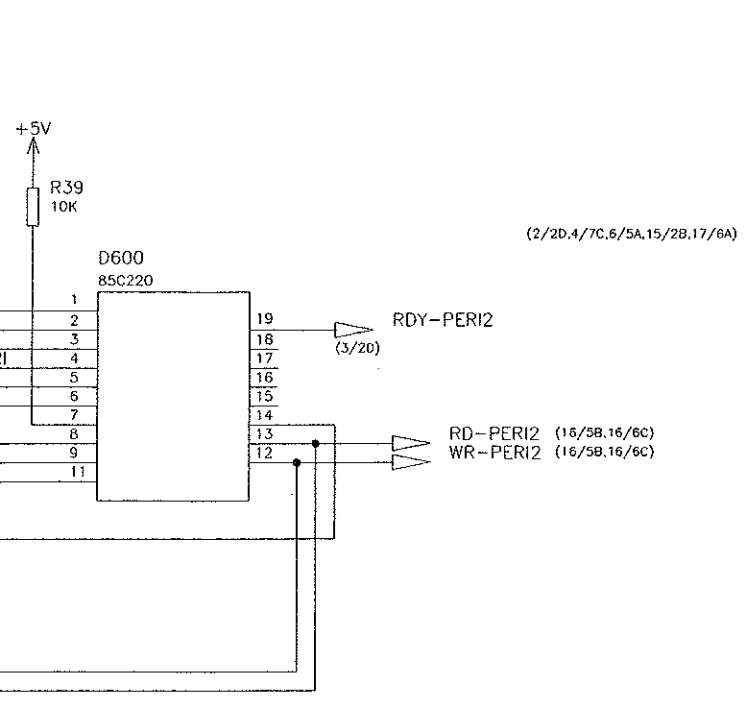 +5V
R39
10K
(2/2D,4/7C,6/5A,15/2B,17/6A)
D600
85C220
1
2
19
RDY-PERI2
3
18
(3/2D)
4
17
5
16
6
15
7
14
8
13
RD-PERI2 (16/5B,16/6C)
9
12
WR-PERI2 (16/5B,16/6C)
11